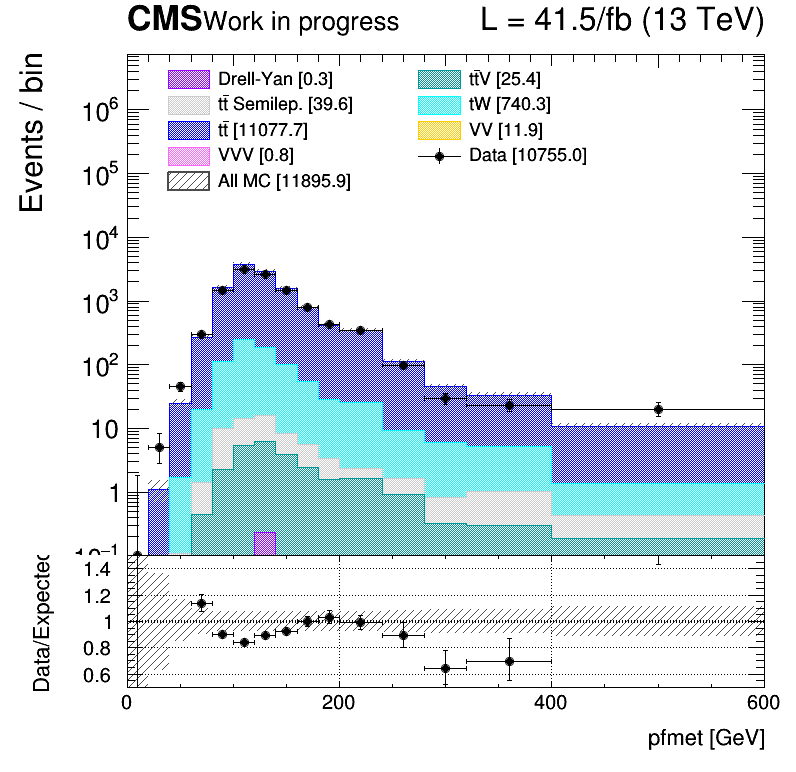 CMS Work in progress L = 41.5/fb (13 TeV)
Events / bin
Drell-Yan [0.3]
tt̄ Semilep. [39.6]
tt̄ [11077.7]
VVV [0.8]
All MC [11895.9]
tt̄V [25.4]
tW [740.3]
VV [11.9]
Data [10755.0]
10⁶
10⁵
10⁴
10³
10²
10
1
10⁻¹
Data/Expected
1.4
1.2
1
0.8
0.6
0 200 400 600
pfmet [GeV]